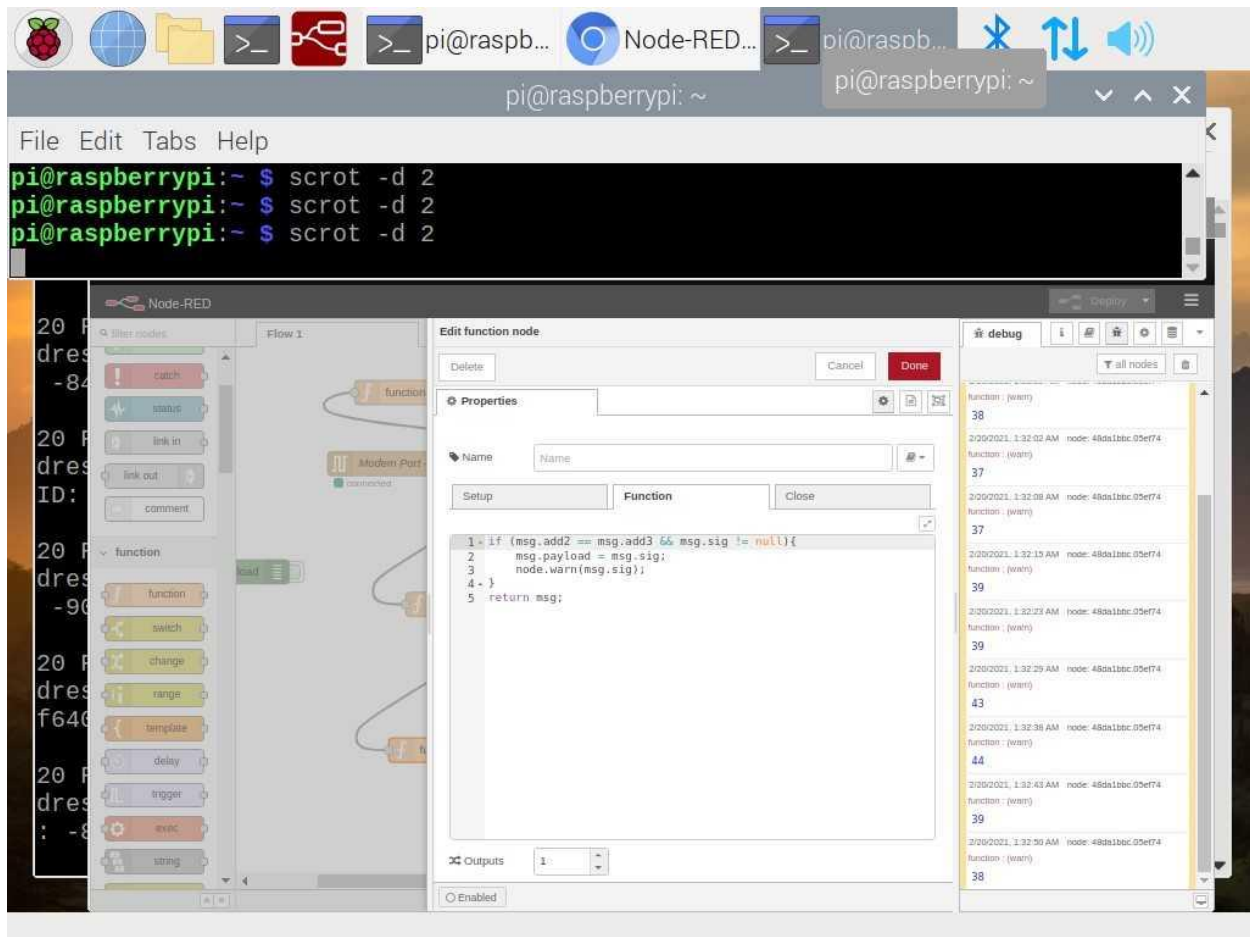 pi@raspb...
Node-RED...
pi@raspb...
pi@raspberrypi: ~
pi@raspberrypi: ~
File Edit Tabs Help
pi@raspberrypi:~ $ scrot -d 2
pi@raspberrypi:~ $ scrot -d 2
pi@raspberrypi:~ $ scrot -d 2
20 F
dres
-84
20 F
dres
ID:
20 F
dres
-90
20 F
dres
f640
20 F
dres
: -8
Node-RED
Deploy
filter nodes
catch
status
link in
link out
comment
function
function
switch
change
range
template
delay
trigger
exec
string
Flow 1
function
Modem Port -
connected
load
Edit function node
Delete
Cancel
Done
Properties
Name
Name
Setup
Function
Close
1 if (msg.add2 == msg.add3 && msg.sig != null){
2 msg.payload = msg.sig;
3 node.warn(msg.sig);
4 }
5 return msg;
Outputs
1
Enabled
debug
all nodes
function : (warn)
38
2/20/2021, 1:32:02 AM node: 48da1bbc.05ef74
function : (warn)
37
2/20/2021, 1:32:08 AM node: 48da1bbc.05ef74
function : (warn)
37
2/20/2021, 1:32:15 AM node: 48da1bbc.05ef74
function : (warn)
39
2/20/2021, 1:32:23 AM node: 48da1bbc.05ef74
function : (warn)
39
2/20/2021, 1:32:29 AM node: 48da1bbc.05ef74
function : (warn)
43
2/20/2021, 1:32:38 AM node: 48da1bbc.05ef74
function : (warn)
44
2/20/2021, 1:32:43 AM node: 48da1bbc.05ef74
function : (warn)
39
2/20/2021, 1:32:50 AM node: 48da1bbc.05ef74
function : (warn)
38